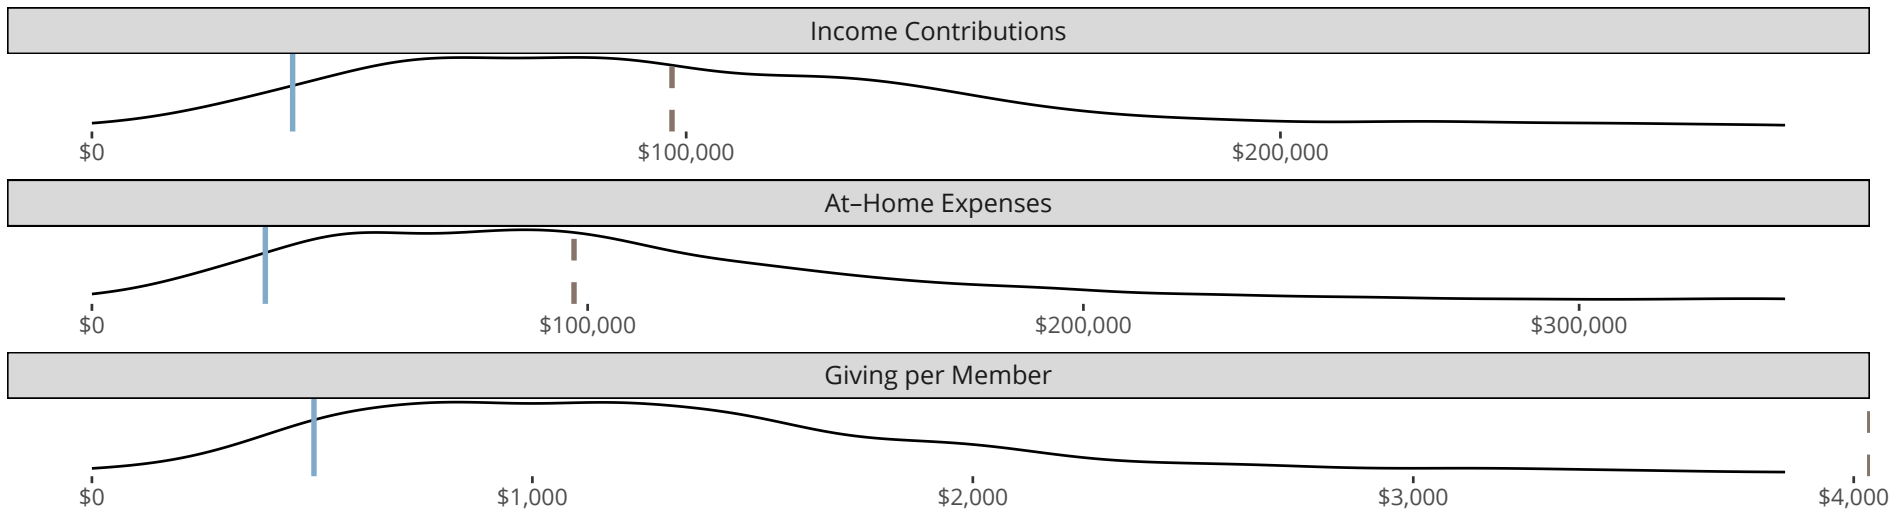 Income Contributions
$0 $100,000 $200,000
At–Home Expenses
$0 $100,000 $200,000 $300,000
Giving per Member
$0 $1,000 $2,000 $3,000 $4,000